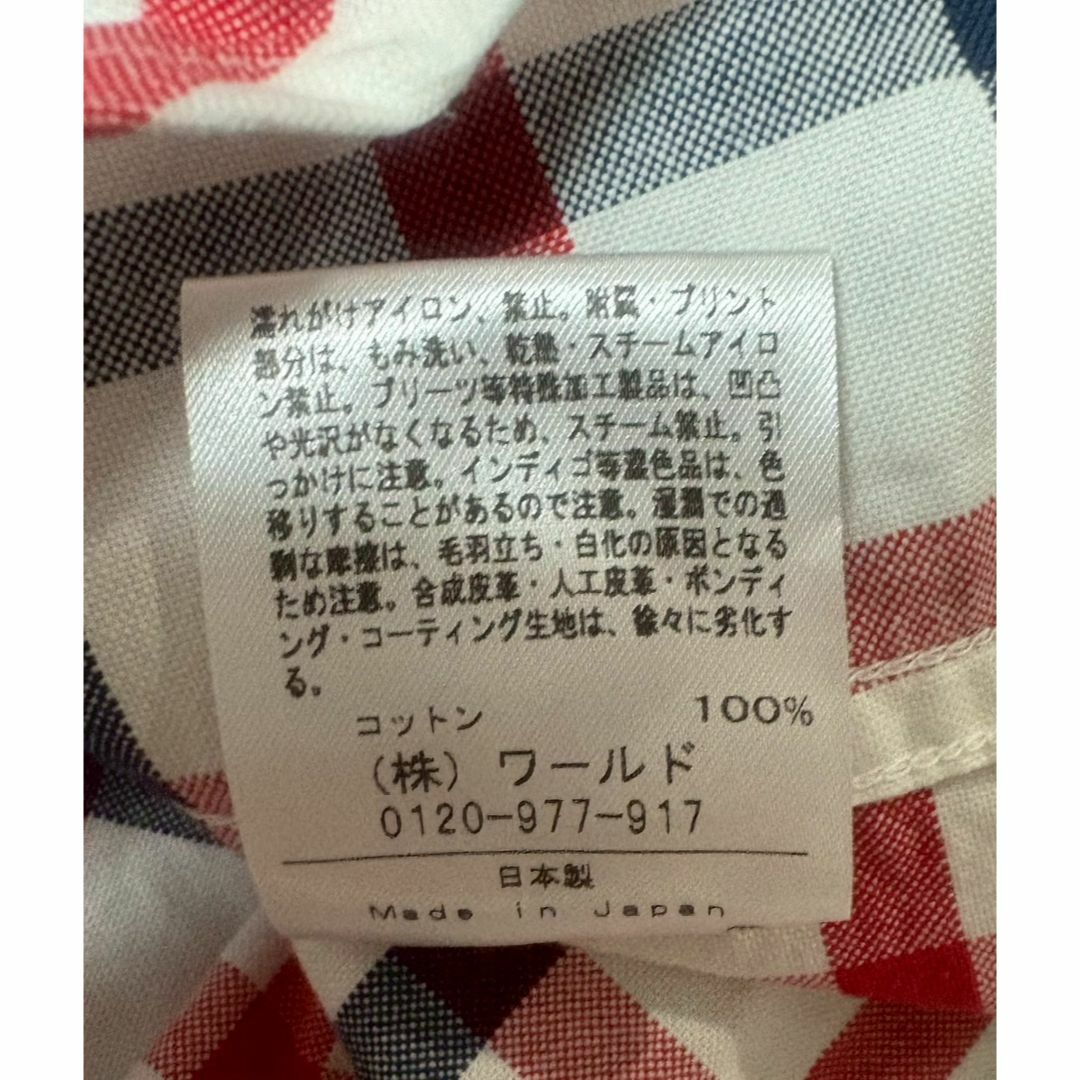 濡れがけアイロン、禁止。附属・プリント
部分は、もみ洗い、乾燥・スチームアイロ
ン禁止。プリーツ等特殊加工製品は、凹凸
や光沢がなくなるため、スチーム禁止。引
っかけに注意。インディゴ等濃色品は、色
移りすることがあるので注意。湿潤での過
剰な摩擦は、毛羽立ち・白化の原因となる
ため注意。合成皮革・人工皮革・ボンディ
ング・コーティング生地は、徐々に劣化す
る。
コットン 100%
(株) ワールド
0120-977-917
日本製
Made in Japan